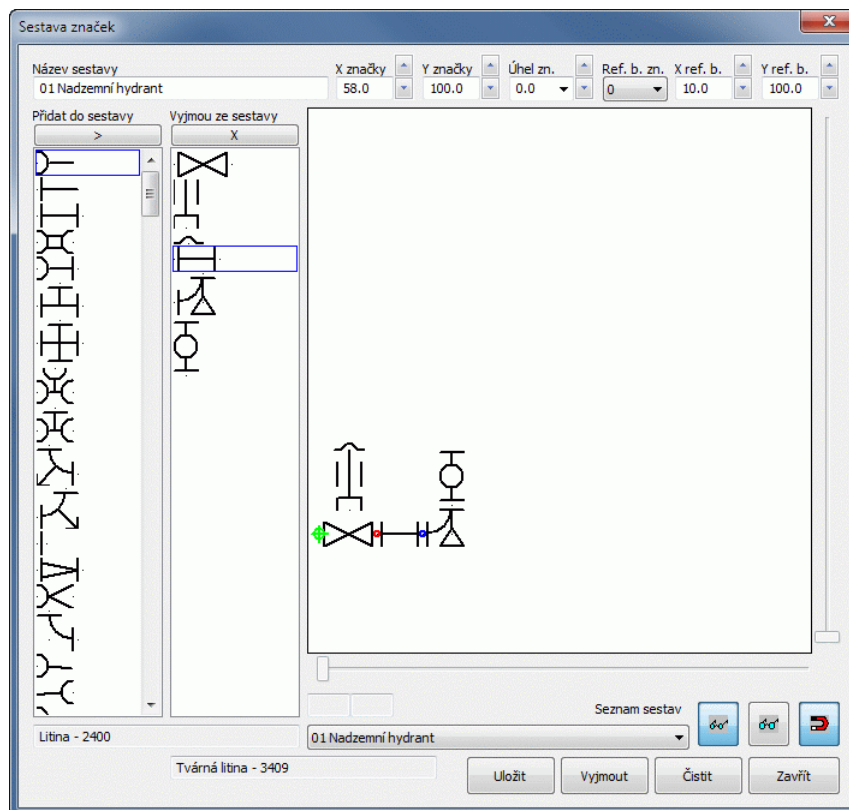 Sestava značek
Název sestavy
X značky
Y značky
Úhel zn.
Ref. b. zn.
X ref. b.
Y ref. b.
01 Nadzemní hydrant
58.0
100.0
0.0
0
10.0
100.0
Přidat do sestavy
Vyjmou ze sestavy
>
X
Seznam sestav
Litina - 2400
01 Nadzemní hydrant
Tvárná litina - 3409
Uložit
Vyjmout
Čistit
Zavřít